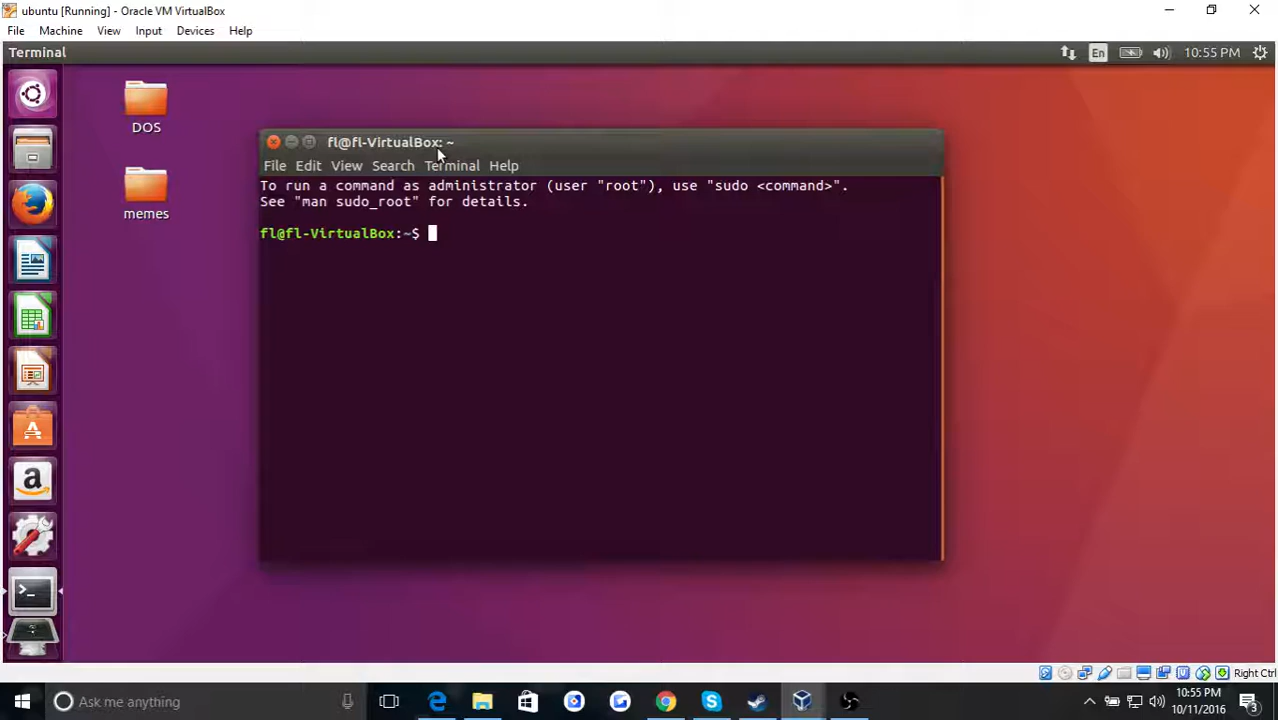 ubuntu [Running] - Oracle VM VirtualBox
File Machine View Input Devices Help
Terminal En 10:55 PM
DOS
memes
fl@fl-VirtualBox: ~
File Edit View Search Terminal Help
To run a command as administrator (user "root"), use "sudo <command>".
See "man sudo_root" for details.
fl@fl-VirtualBox:~$
Right Ctrl
Ask me anything
10:55 PM
10/11/2016
3